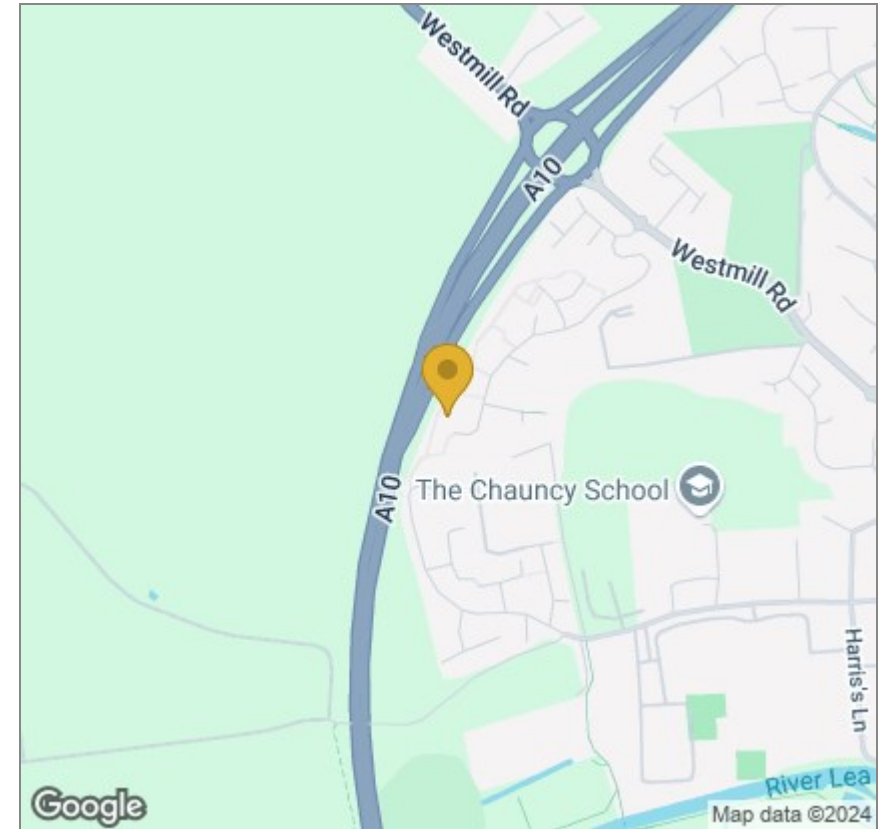 Westmill Rd
A10
Westmill Rd
A10
The Chauncy School
Harris's Ln
River Lea
Google
Map data ©2024